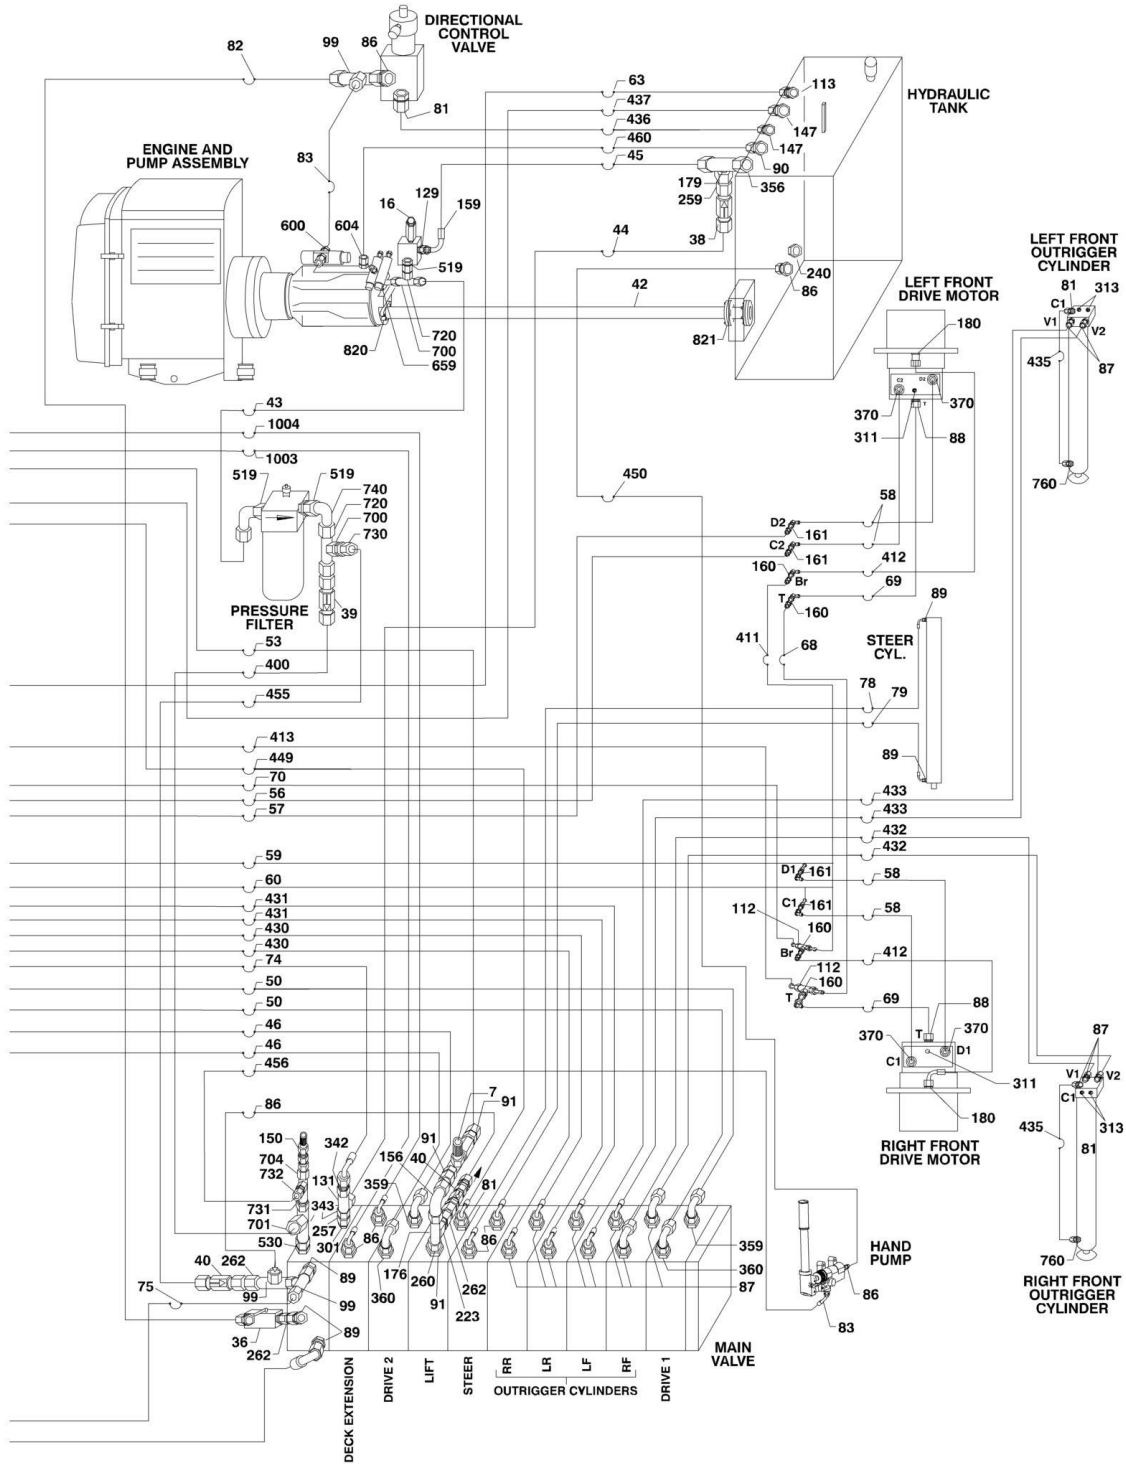 DIRECTIONAL
CONTROL
VALVE
82
99
86
81
63
437
436
460
45
113
147
147
90
356
HYDRAULIC
TANK
ENGINE AND
PUMP ASSEMBLY
83
16
129
159
179
259
38
600
604
519
44
240
86
42
820
720
700
659
821
LEFT FRONT
DRIVE MOTOR
180
C2
D2
370
370
T
311
88
LEFT FRONT
OUTRIGGER
CYLINDER
81
313
C1
V1
V2
435
87
760
43
1004
1003
519
519
740
720
700
730
39
PRESSURE
FILTER
450
58
D2
161
C2
161
412
160
Br
69
T
160
89
STEER
CYL.
411
68
53
400
455
78
79
413
449
70
56
57
89
433
433
432
432
59
60
431
431
430
430
74
50
50
46
46
456
86
D1
161
58
C1
161
58
112
160
Br
412
112
160
T
69
88
370
T
370
C1
D1
311
180
RIGHT FRONT
DRIVE MOTOR
87
V1
V2
C1
313
435
81
760
RIGHT FRONT
OUTRIGGER
CYLINDER
7
91
91
150
342
156
40
704
732
131
359
81
731
343
701
257
530
301
86
86
359
360
176
260
262
360
91
223
87
40
262
89
75
99
99
36
262
89
HAND
PUMP
86
83
MAIN
VALVE
DECK EXTENSION
DRIVE 2
LIFT
STEER
RR
LR
LF
RF
DRIVE 1
OUTRIGGER CYLINDERS